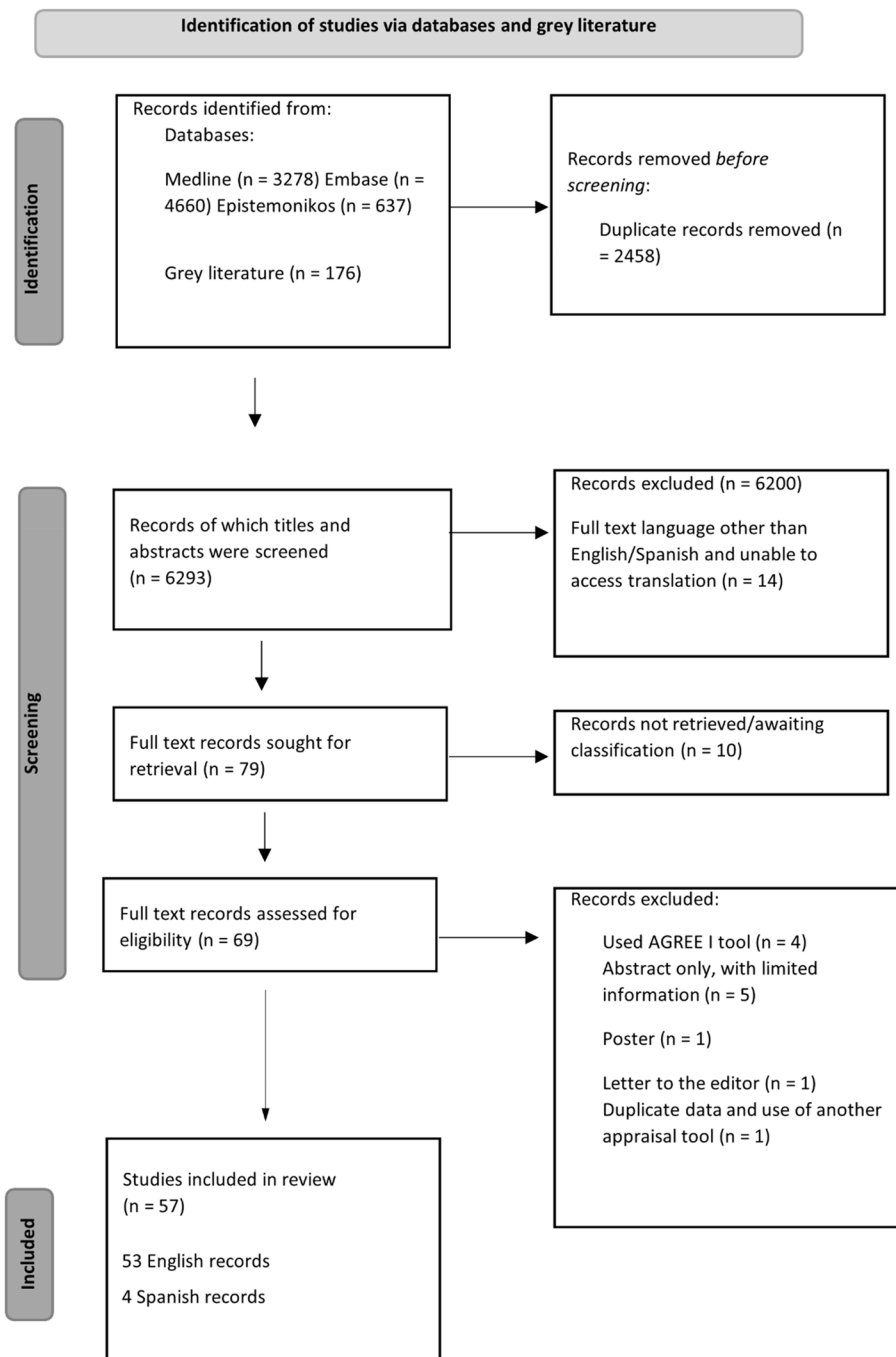 Identification of studies via databases and grey literature
Identification
Records identified from:
Databases:
Medline (n = 3278) Embase (n =
4660) Epistemonikos (n = 637)
Grey literature (n = 176)
Records removed before
screening:
Duplicate records removed (n
= 2458)
Screening
Records of which titles and
abstracts were screened
(n = 6293)
Records excluded (n = 6200)
Full text language other than
English/Spanish and unable to
access translation (n = 14)
Full text records sought for
retrieval (n = 79)
Records not retrieved/awaiting
classification (n = 10)
Full text records assessed for
eligibility (n = 69)
Records excluded:
Used AGREE I tool (n = 4)
Abstract only, with limited
information (n = 5)
Poster (n = 1)
Letter to the editor (n = 1)
Duplicate data and use of another
appraisal tool (n = 1)
Included
Studies included in review
(n = 57)
53 English records
4 Spanish records